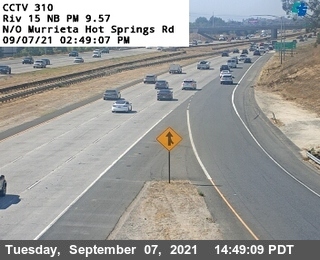 CCTV 310
Riv 15 NB PM 9.57
N/O Murrieta Hot Springs Rd
09/07/21 02:49:07 PM
Tuesday, September 07, 2021 14:49:09 PDT